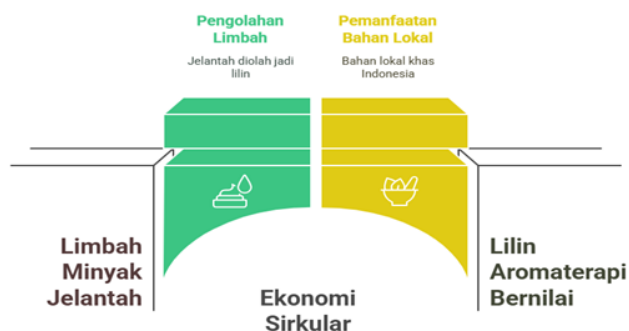 Pengolahan
Limbah
Jelantah diolah jadi
lilin
Pemanfaatan
Bahan Lokal
Bahan lokal khas
Indonesia
Limbah
Minyak
Jelantah
Ekonomi
Sirkular
Lilin
Aromaterapi
Bernilai